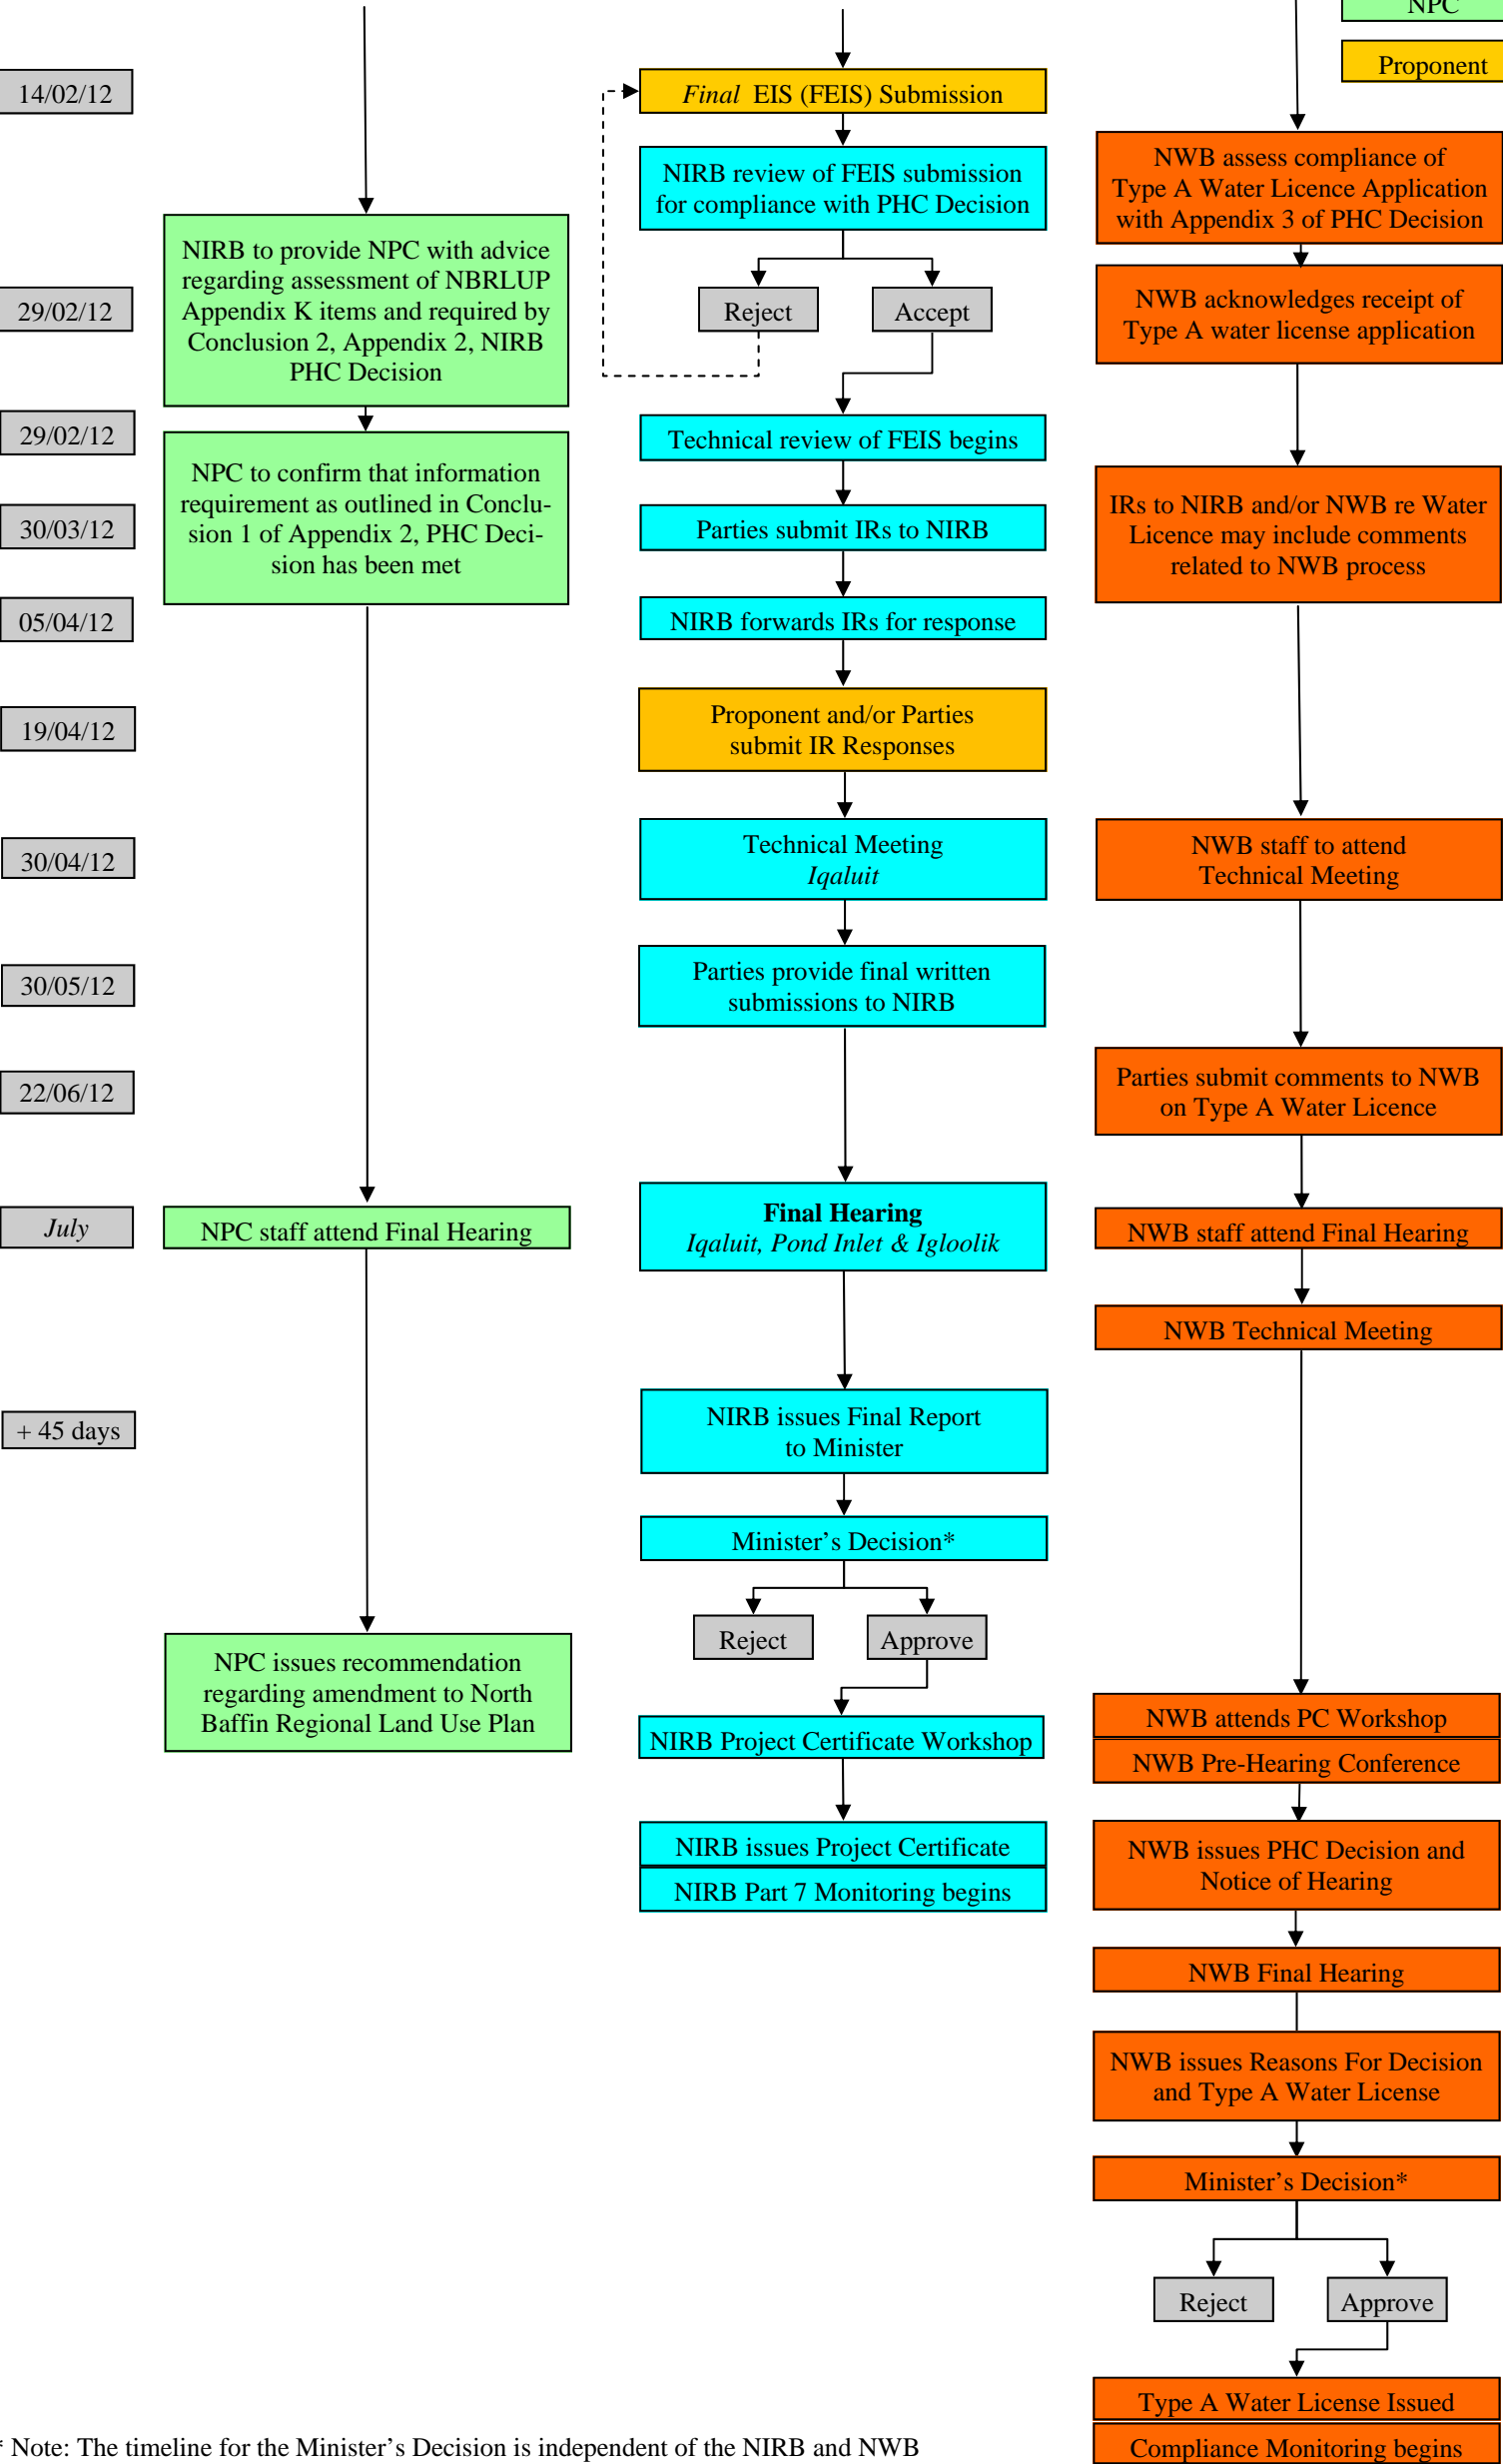 NPC
Proponent
14/02/12
Final EIS (FEIS) Submission
NIRB review of FEIS submission
for compliance with PHC Decision
NWB assess compliance of
Type A Water Licence Application
with Appendix 3 of PHC Decision
NIRB to provide NPC with advice
regarding assessment of NBRLUP
Appendix K items and required by
Conclusion 2, Appendix 2, NIRB
PHC Decision
29/02/12
Reject
Accept
NWB acknowledges receipt of
Type A water license application
29/02/12
Technical review of FEIS begins
NPC to confirm that information
requirement as outlined in Conclu-
sion 1 of Appendix 2, PHC Deci-
sion has been met
30/03/12
Parties submit IRs to NIRB
IRs to NIRB and/or NWB re Water
Licence may include comments
related to NWB process
05/04/12
NIRB forwards IRs for response
19/04/12
Proponent and/or Parties
submit IR Responses
30/04/12
Technical Meeting
Iqaluit
NWB staff to attend
Technical Meeting
30/05/12
Parties provide final written
submissions to NIRB
22/06/12
Parties submit comments to NWB
on Type A Water Licence
July
NPC staff attend Final Hearing
Final Hearing
Iqaluit, Pond Inlet & Igloolik
NWB staff attend Final Hearing
NWB Technical Meeting
+ 45 days
NIRB issues Final Report
to Minister
Minister’s Decision*
Reject
Approve
NPC issues recommendation
regarding amendment to North
Baffin Regional Land Use Plan
NIRB Project Certificate Workshop
NWB attends PC Workshop
NWB Pre-Hearing Conference
NIRB issues Project Certificate
NIRB Part 7 Monitoring begins
NWB issues PHC Decision and
Notice of Hearing
NWB Final Hearing
NWB issues Reasons For Decision
and Type A Water License
Minister’s Decision*
Reject
Approve
Type A Water License Issued
Compliance Monitoring begins
* Note: The timeline for the Minister’s Decision is independent of the NIRB and NWB